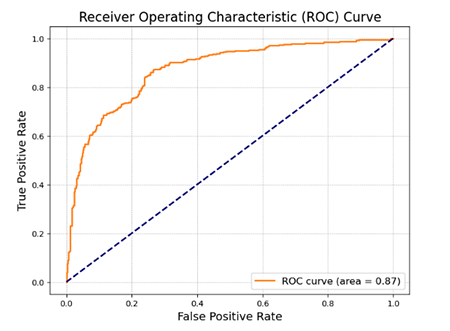 Receiver Operating Characteristic (ROC) Curve
1.0
0.8
0.6
0.4
0.2
0.0
True Positive Rate
ROC curve (area = 0.87)
0.0 0.2 0.4 0.6 0.8 1.0
False Positive Rate